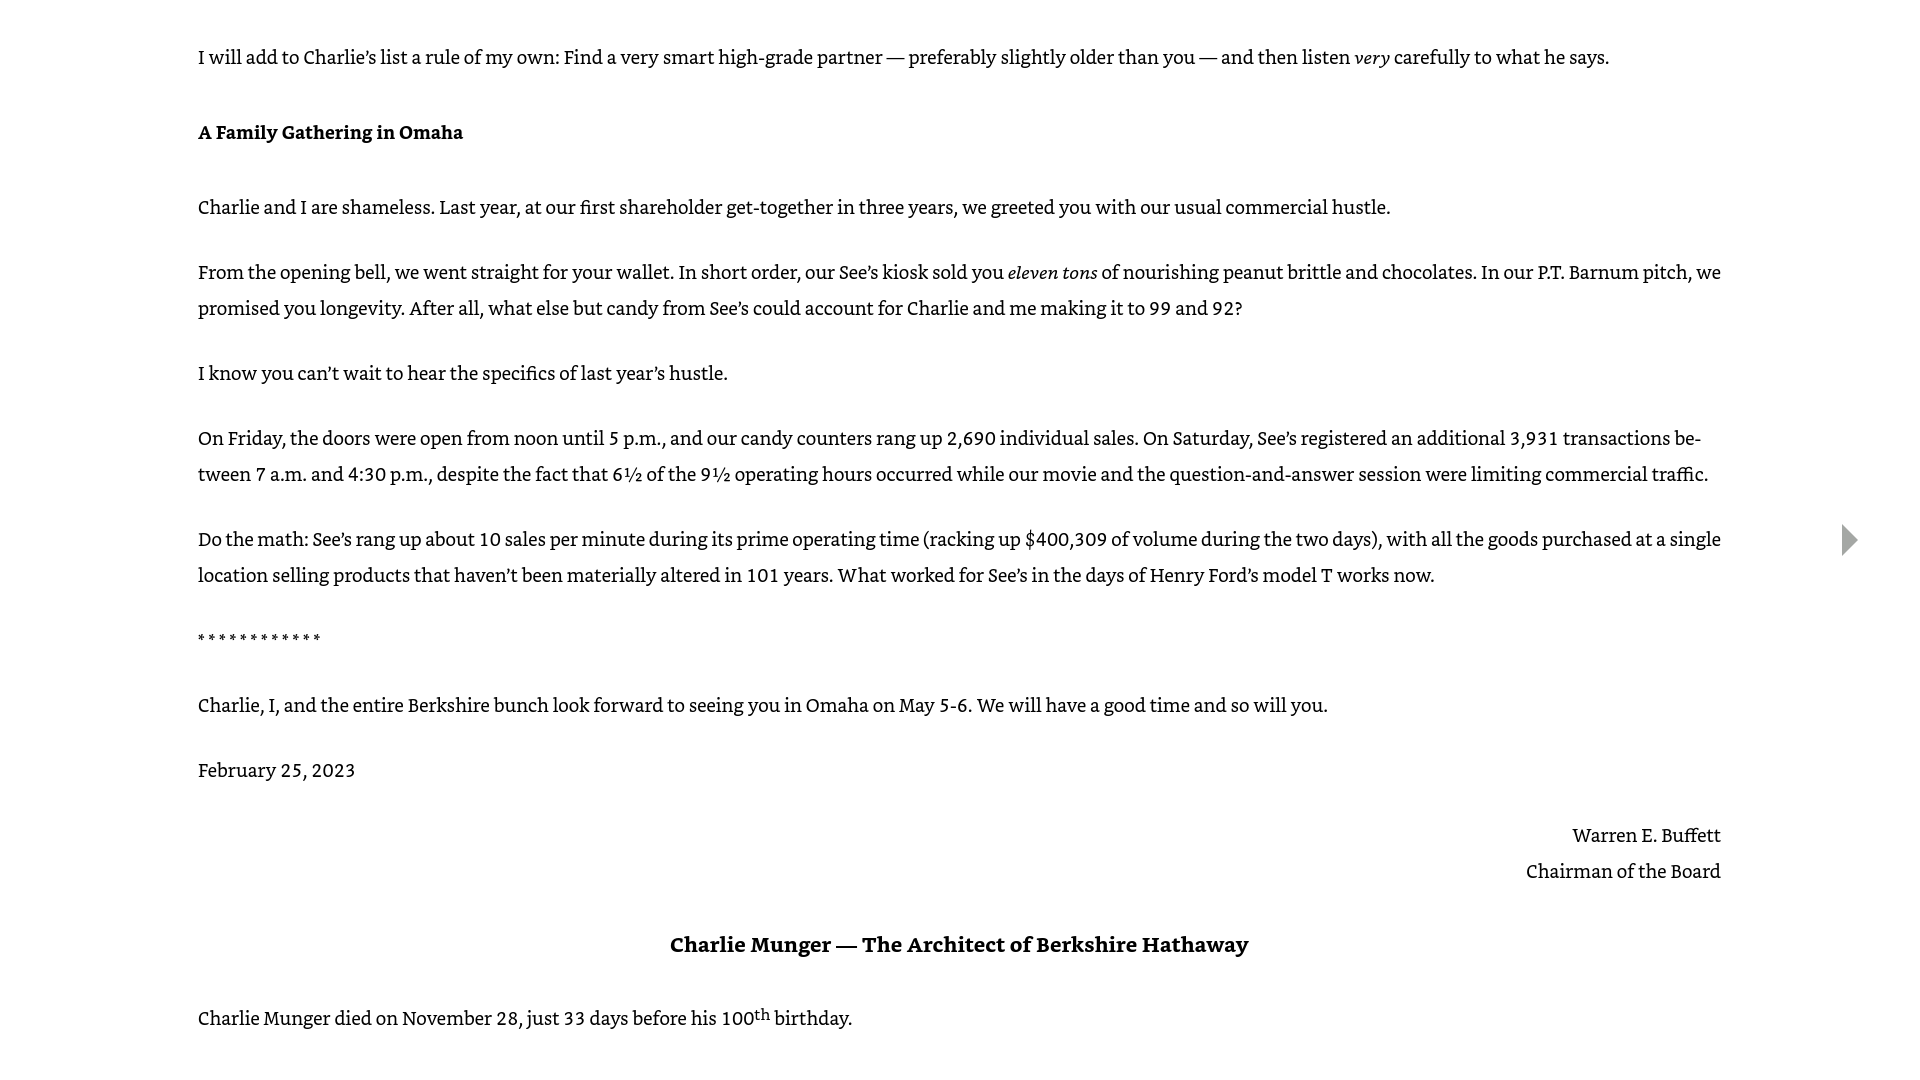 I will add to Charlie’s list a rule of my own: Find a very smart high-grade partner — preferably slightly older than you — and then listen very carefully to what he says.
A Family Gathering in Omaha
Charlie and I are shameless. Last year, at our first shareholder get-together in three years, we greeted you with our usual commercial hustle.
From the opening bell, we went straight for your wallet. In short order, our See’s kiosk sold you eleven tons of nourishing peanut brittle and chocolates. In our P.T. Barnum pitch, we
promised you longevity. After all, what else but candy from See’s could account for Charlie and me making it to 99 and 92?
I know you can’t wait to hear the specifics of last year’s hustle.
On Friday, the doors were open from noon until 5 p.m., and our candy counters rang up 2,690 individual sales. On Saturday, See’s registered an additional 3,931 transactions be-
tween 7 a.m. and 4:30 p.m., despite the fact that 6½ of the 9½ operating hours occurred while our movie and the question-and-answer session were limiting commercial traffic.
Do the math: See’s rang up about 10 sales per minute during its prime operating time (racking up $400,309 of volume during the two days), with all the goods purchased at a single
location selling products that haven’t been materially altered in 101 years. What worked for See’s in the days of Henry Ford’s model T works now.
* * * * * * * * * * * *
Charlie, I, and the entire Berkshire bunch look forward to seeing you in Omaha on May 5-6. We will have a good time and so will you.
February 25, 2023
Warren E. Buffett
Chairman of the Board
Charlie Munger — The Architect of Berkshire Hathaway
Charlie Munger died on November 28, just 33 days before his 100th birthday.